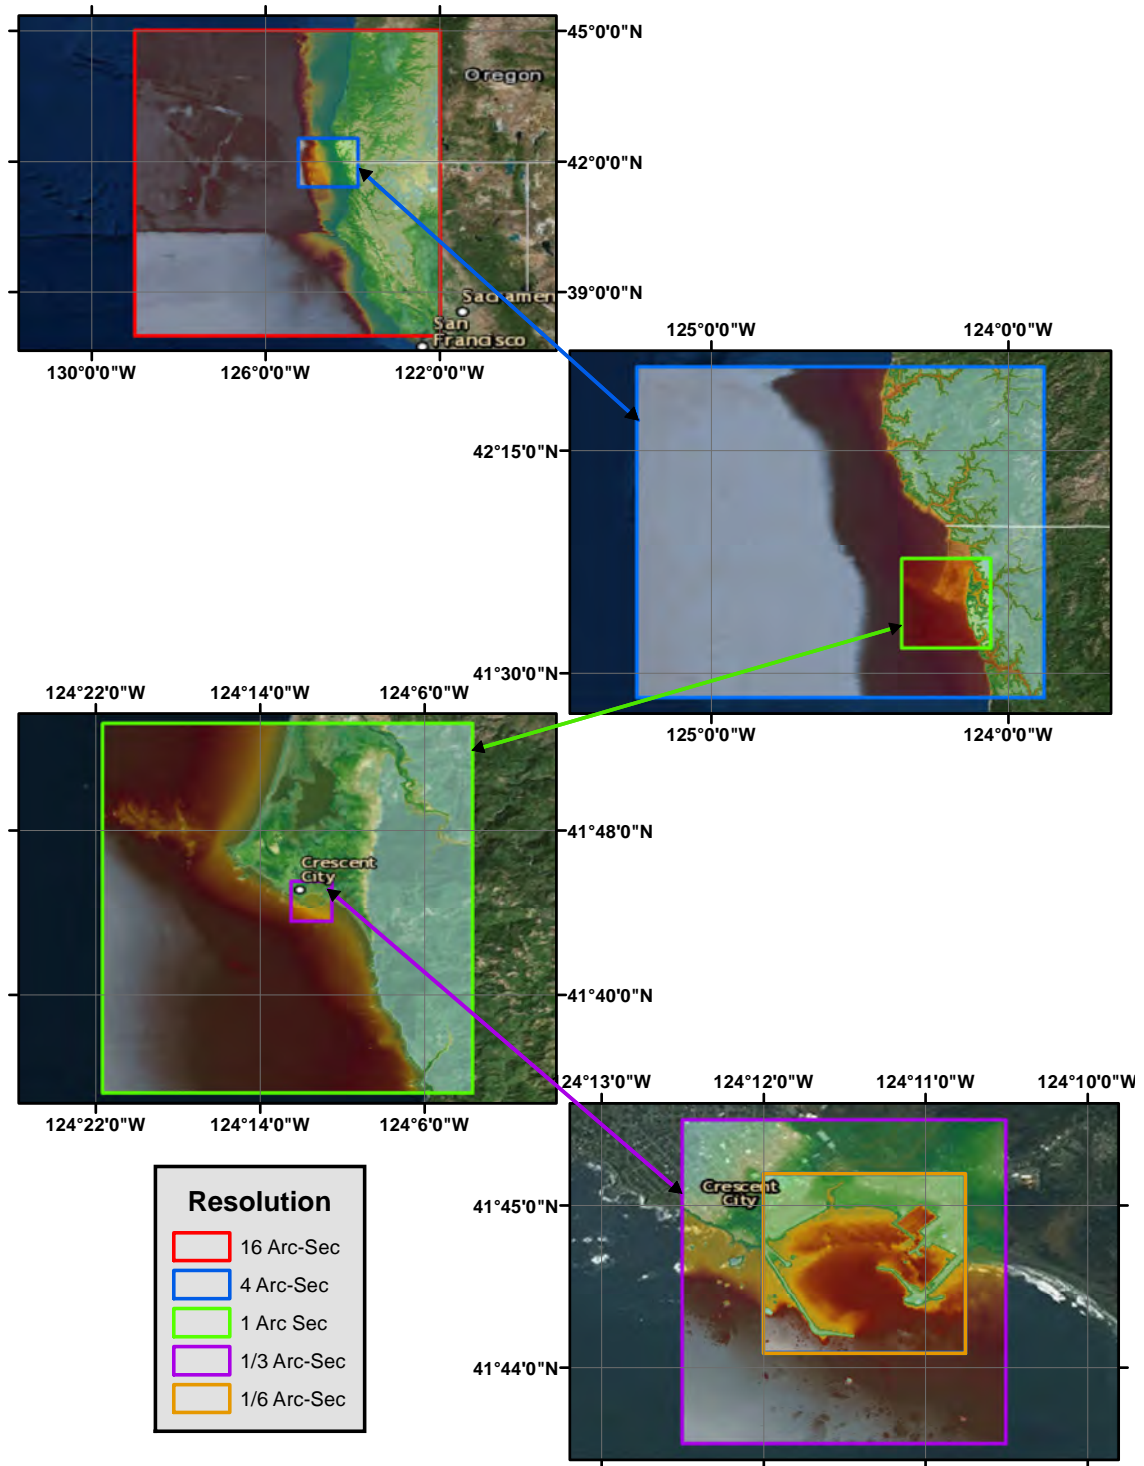 45°0'0"N
Oregon
42°0'0"N
39°0'0"N
Sacramen
San
Francisco
130°0'0"W
126°0'0"W
122°0'0"W
125°0'0"W
124°0'0"W
42°15'0"N
41°30'0"N
125°0'0"W
124°0'0"W
124°22'0"W
124°14'0"W
124°6'0"W
41°48'0"N
Crescent
City
41°40'0"N
124°22'0"W
124°14'0"W
124°6'0"W
124°13'0"W
124°12'0"W
124°11'0"W
124°10'0"W
Crescent
City
41°45'0"N
41°44'0"N
Resolution
16 Arc-Sec
4 Arc-Sec
1 Arc Sec
1/3 Arc-Sec
1/6 Arc-Sec